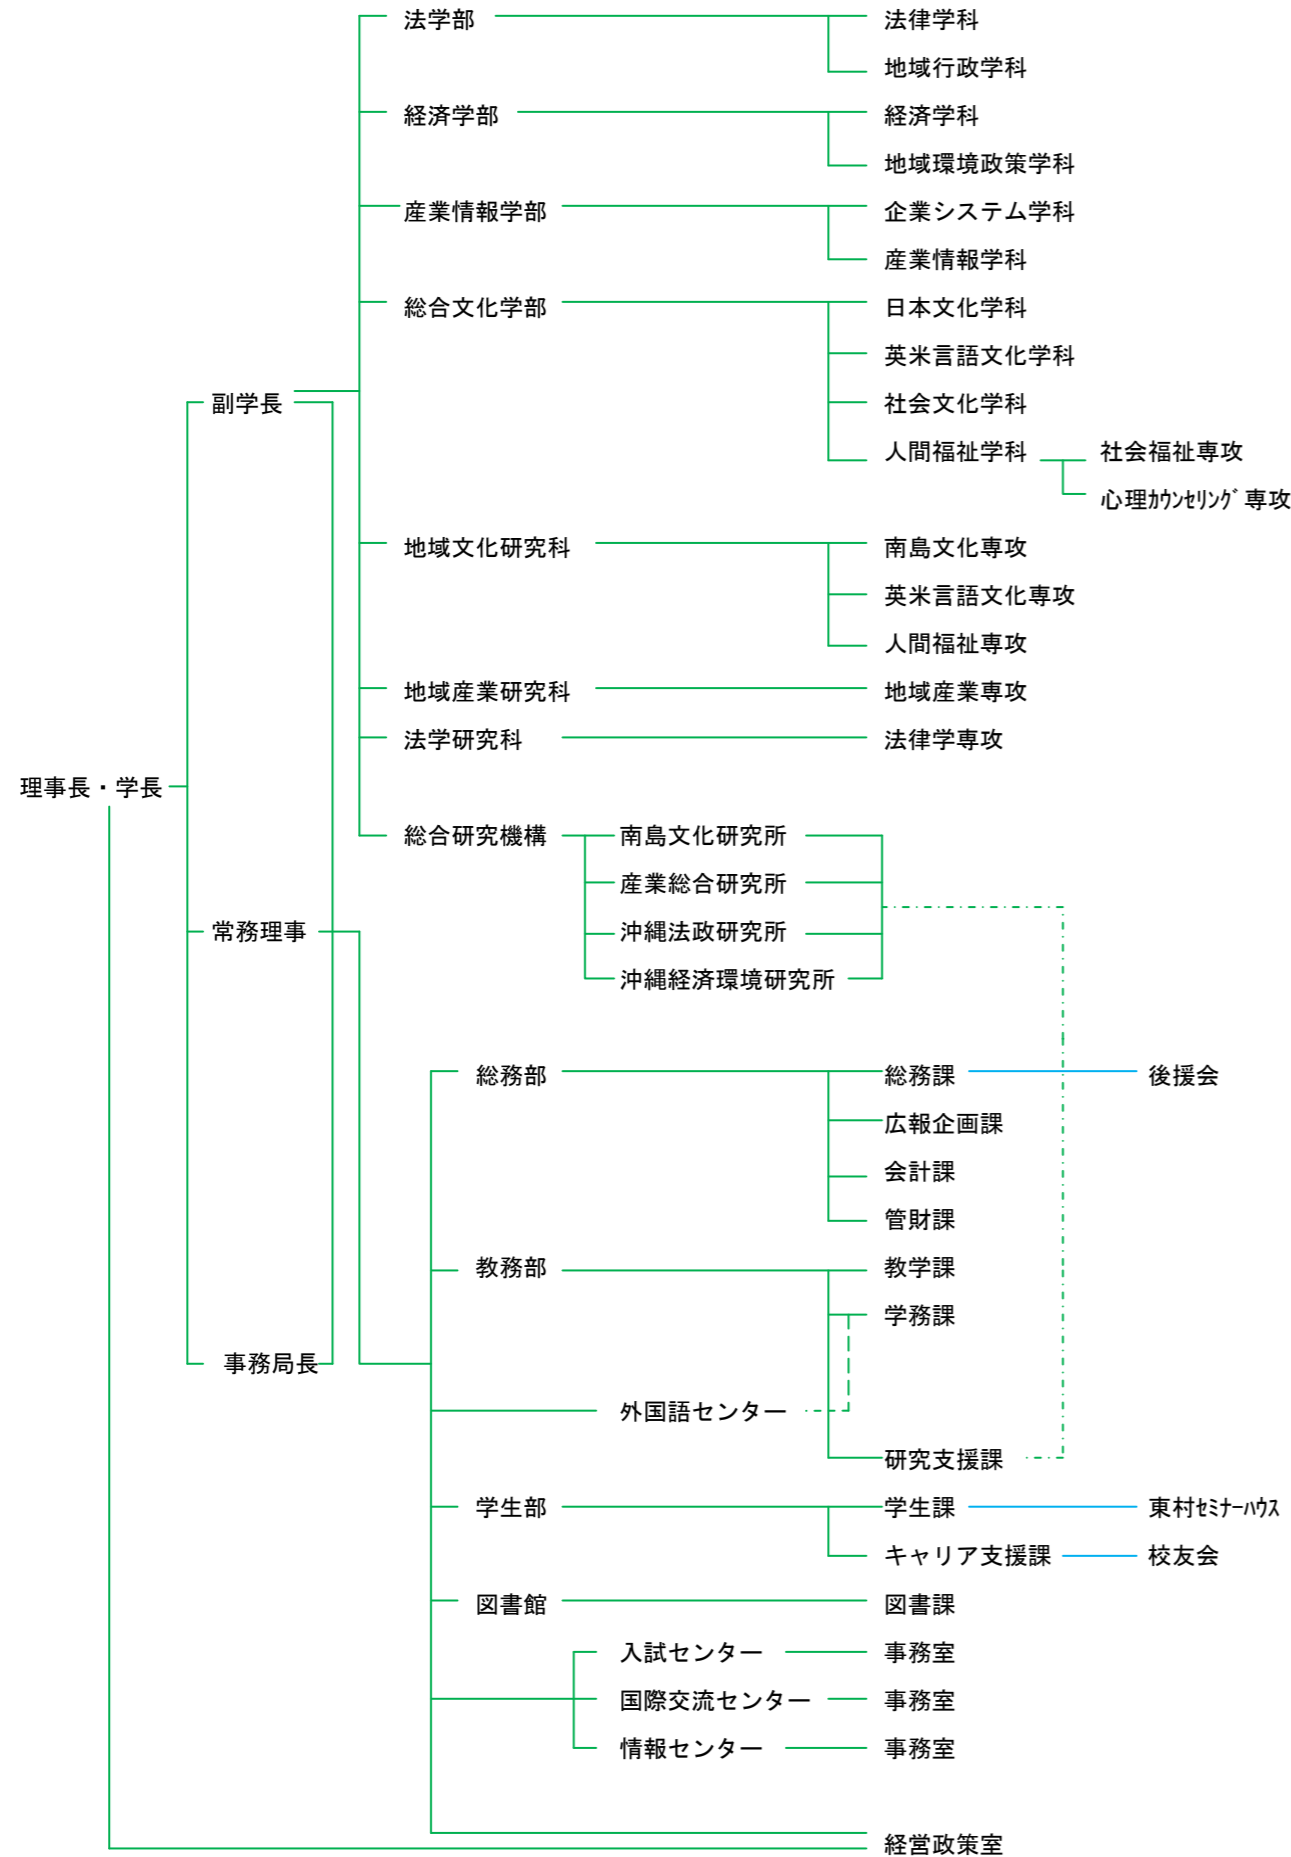 法学部 法律学科
地域行政学科
経済学部 経済学科
地域環境政策学科
産業情報学部 企業システム学科
産業情報学科
総合文化学部 日本文化学科
英米言語文化学科
副学長 社会文化学科
人間福祉学科 社会福祉専攻
心理ｶｳﾝｾﾘﾝｸﾞ専攻
地域文化研究科 南島文化専攻
英米言語文化専攻
人間福祉専攻
地域産業研究科 地域産業専攻
法学研究科 法律学専攻
理事長・学長
総合研究機構 南島文化研究所
産業総合研究所
常務理事 沖縄法政研究所
沖縄経済環境研究所
総務部 総務課 後援会
広報企画課
会計課
管財課
教務部 教学課
学務課
事務局長
外国語センター
研究支援課
学生部 学生課 東村ｾﾐﾅｰﾊｳｽ
キャリア支援課 校友会
図書館 図書課
入試センター 事務室
国際交流センター 事務室
情報センター 事務室
経営政策室